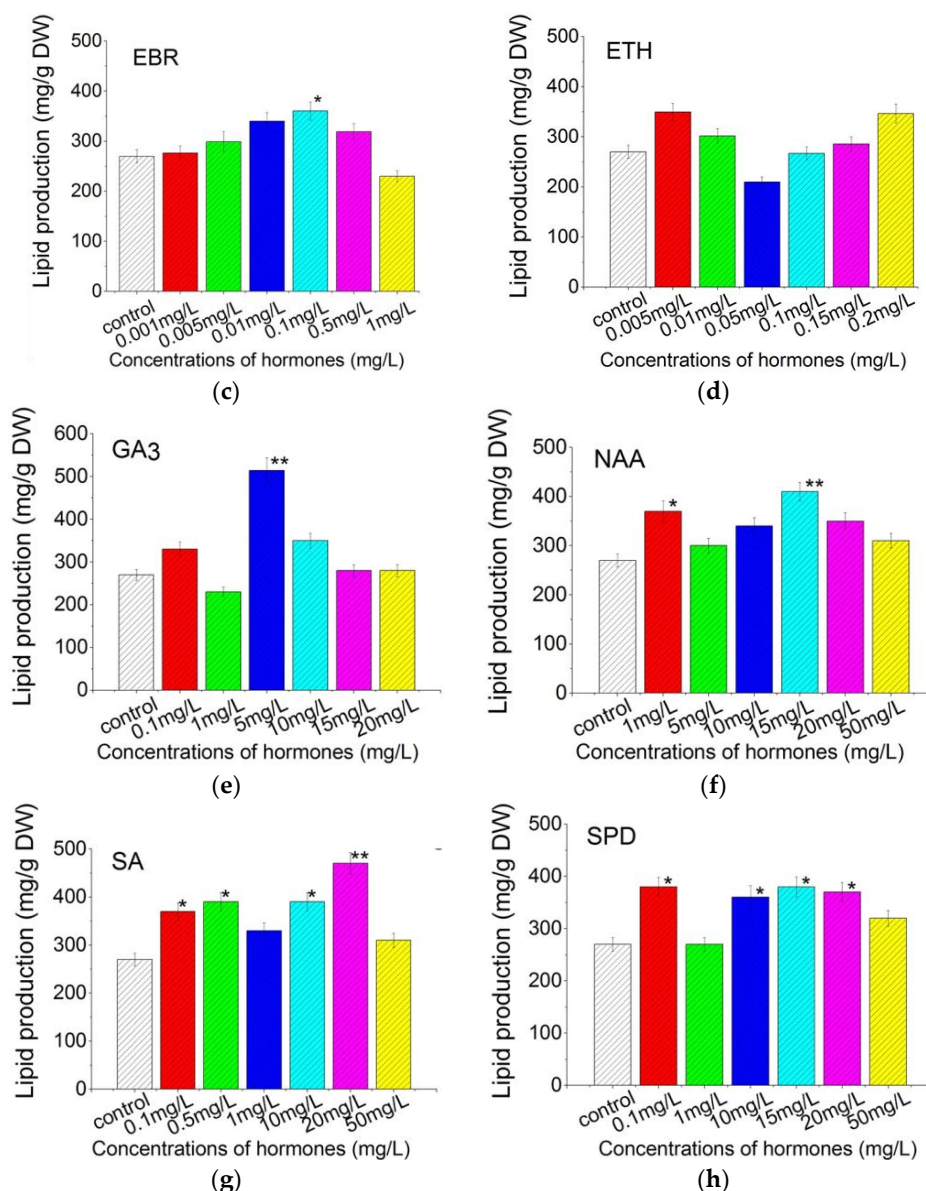 EBR
Lipid production (mg/g DW)
500
400
300
200
100
0
*
control
0.001mg/L
0.005mg/L
0.01mg/L
0.1mg/L
0.5mg/L
1mg/L
Concentrations of hormones (mg/L)
(c)
ETH
Lipid production (mg/g DW)
500
400
300
200
100
0
control
0.005mg/L
0.01mg/L
0.05mg/L
0.1mg/L
0.15mg/L
0.2mg/L
Concentrations of hormones (mg/L)
(d)
GA3
Lipid production (mg/g DW)
600
500
400
300
200
100
0
**
control
0.1mg/L
1mg/L
5mg/L
10mg/L
15mg/L
20mg/L
Concentrations of hormones (mg/L)
(e)
NAA
Lipid production (mg/g DW)
500
400
300
200
100
0
*
**
control
1mg/L
5mg/L
10mg/L
15mg/L
20mg/L
50mg/L
Concentrations of hormones (mg/L)
(f)
SA
Lipid production (mg/g DW)
500
400
300
200
100
0
*
*
*
**
control
0.1mg/L
0.5mg/L
1mg/L
10mg/L
20mg/L
50mg/L
Concentrations of hormones (mg/L)
(g)
SPD
Lipid production (mg/g DW)
500
400
300
200
100
0
*
*
*
*
control
0.1mg/L
1mg/L
10mg/L
15mg/L
20mg/L
50mg/L
Concentrations of hormones (mg/L)
(h)